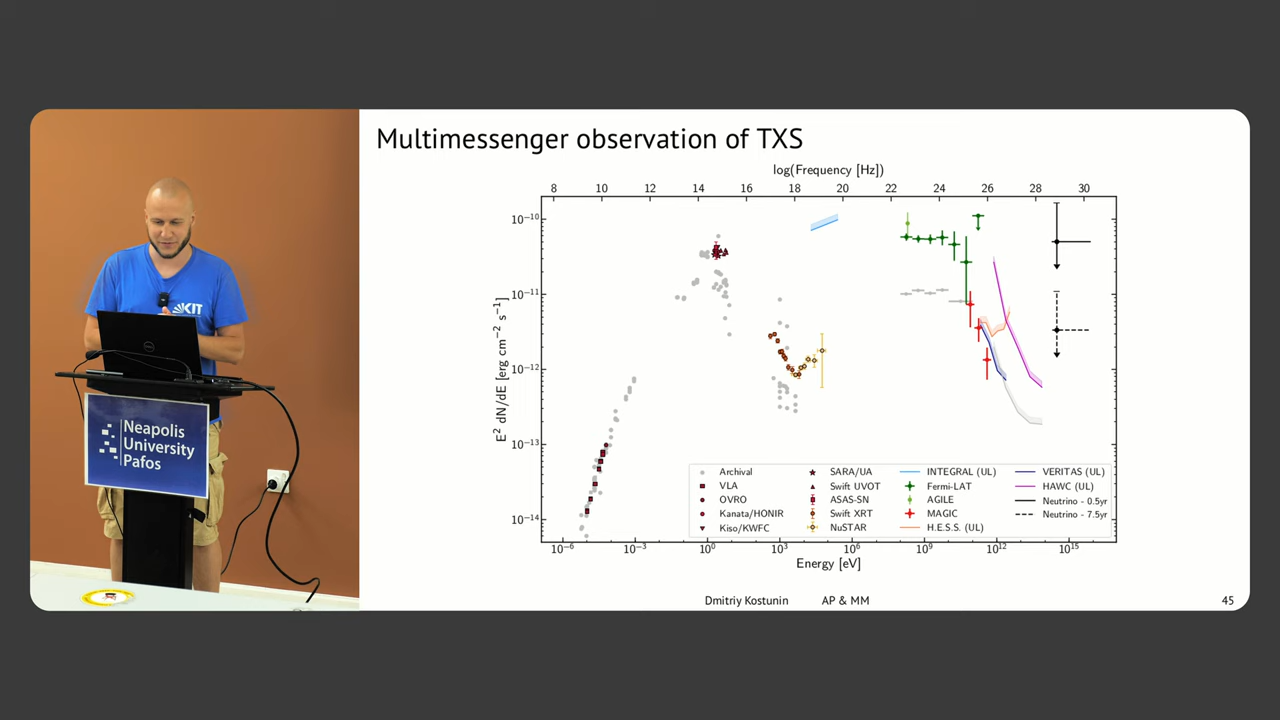 Multimessenger observation of TXS
log(Frequency [Hz])
8 10 12 14 16 18 20 22 24 26 28 30
10⁻¹⁰
10⁻¹¹
10⁻¹²
10⁻¹³
10⁻¹⁴
E² dN/dE [erg cm⁻² s⁻¹]
Archival
VLA
OVRO
Kanata/HONIR
Kiso/KWFC
SARA/UA
Swift UVOT
ASAS-SN
Swift XRT
NuSTAR
INTEGRAL (UL)
Fermi-LAT
AGILE
MAGIC
H.E.S.S. (UL)
VERITAS (UL)
HAWC (UL)
Neutrino - 0.5yr
Neutrino - 7.5yr
10⁻⁶ 10⁻³ 10⁰ 10³ 10⁶ 10⁹ 10¹² 10¹⁵
Energy [eV]
Dmitriy Kostunin AP & MM 45
KIT
DELL
Neapolis
University
Pafos